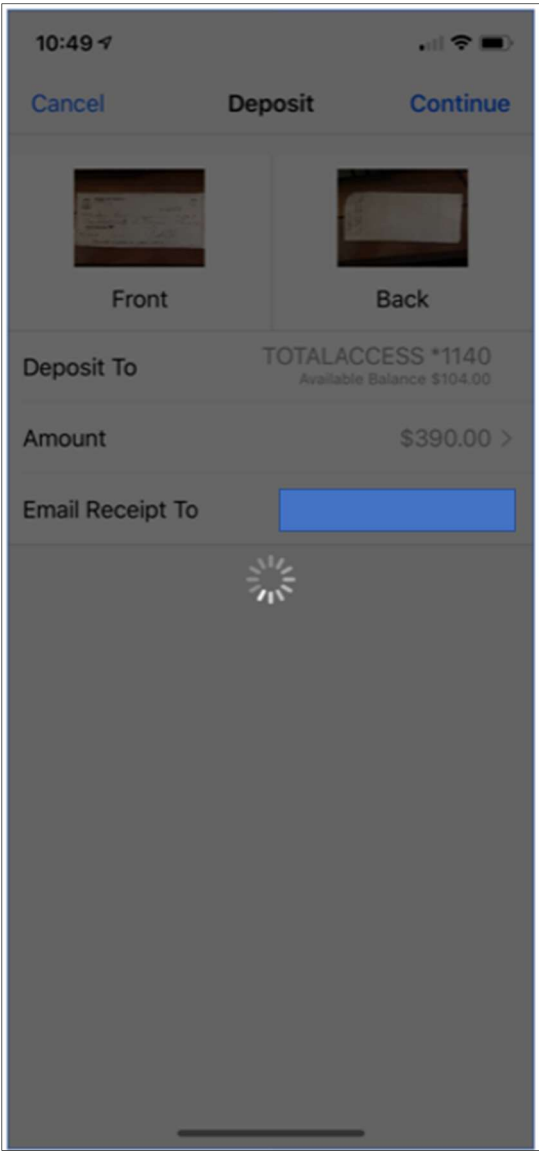 10:49
Cancel Deposit Continue
Front Back
Deposit To TOTALACCESS *1140
Available Balance $104.00
Amount $390.00 >
Email Receipt To